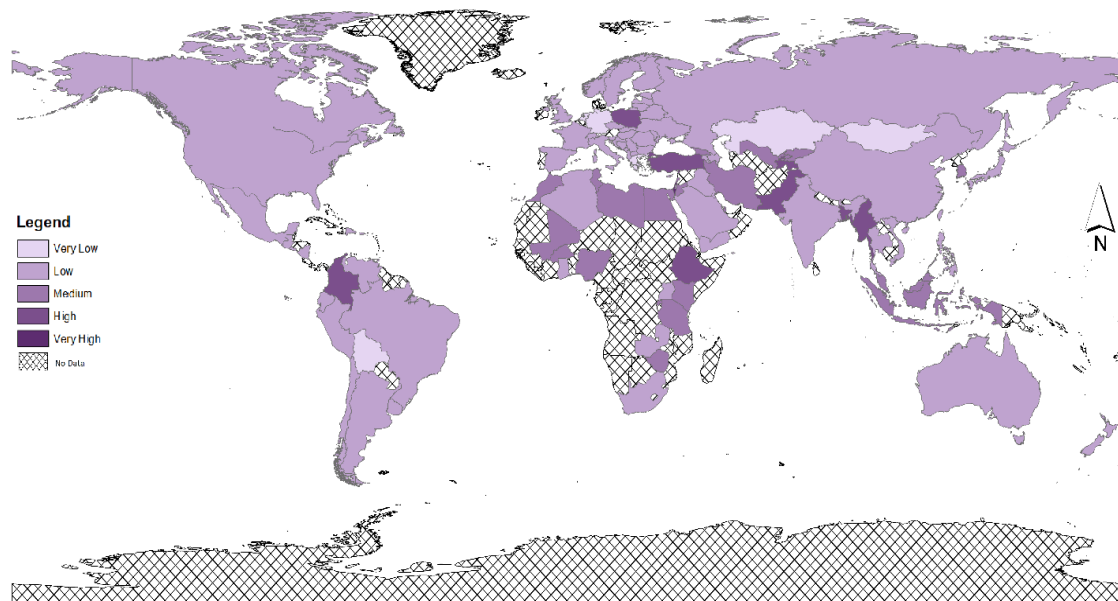 Legend
Very Low
Low
Medium
High
Very High
No Data
N